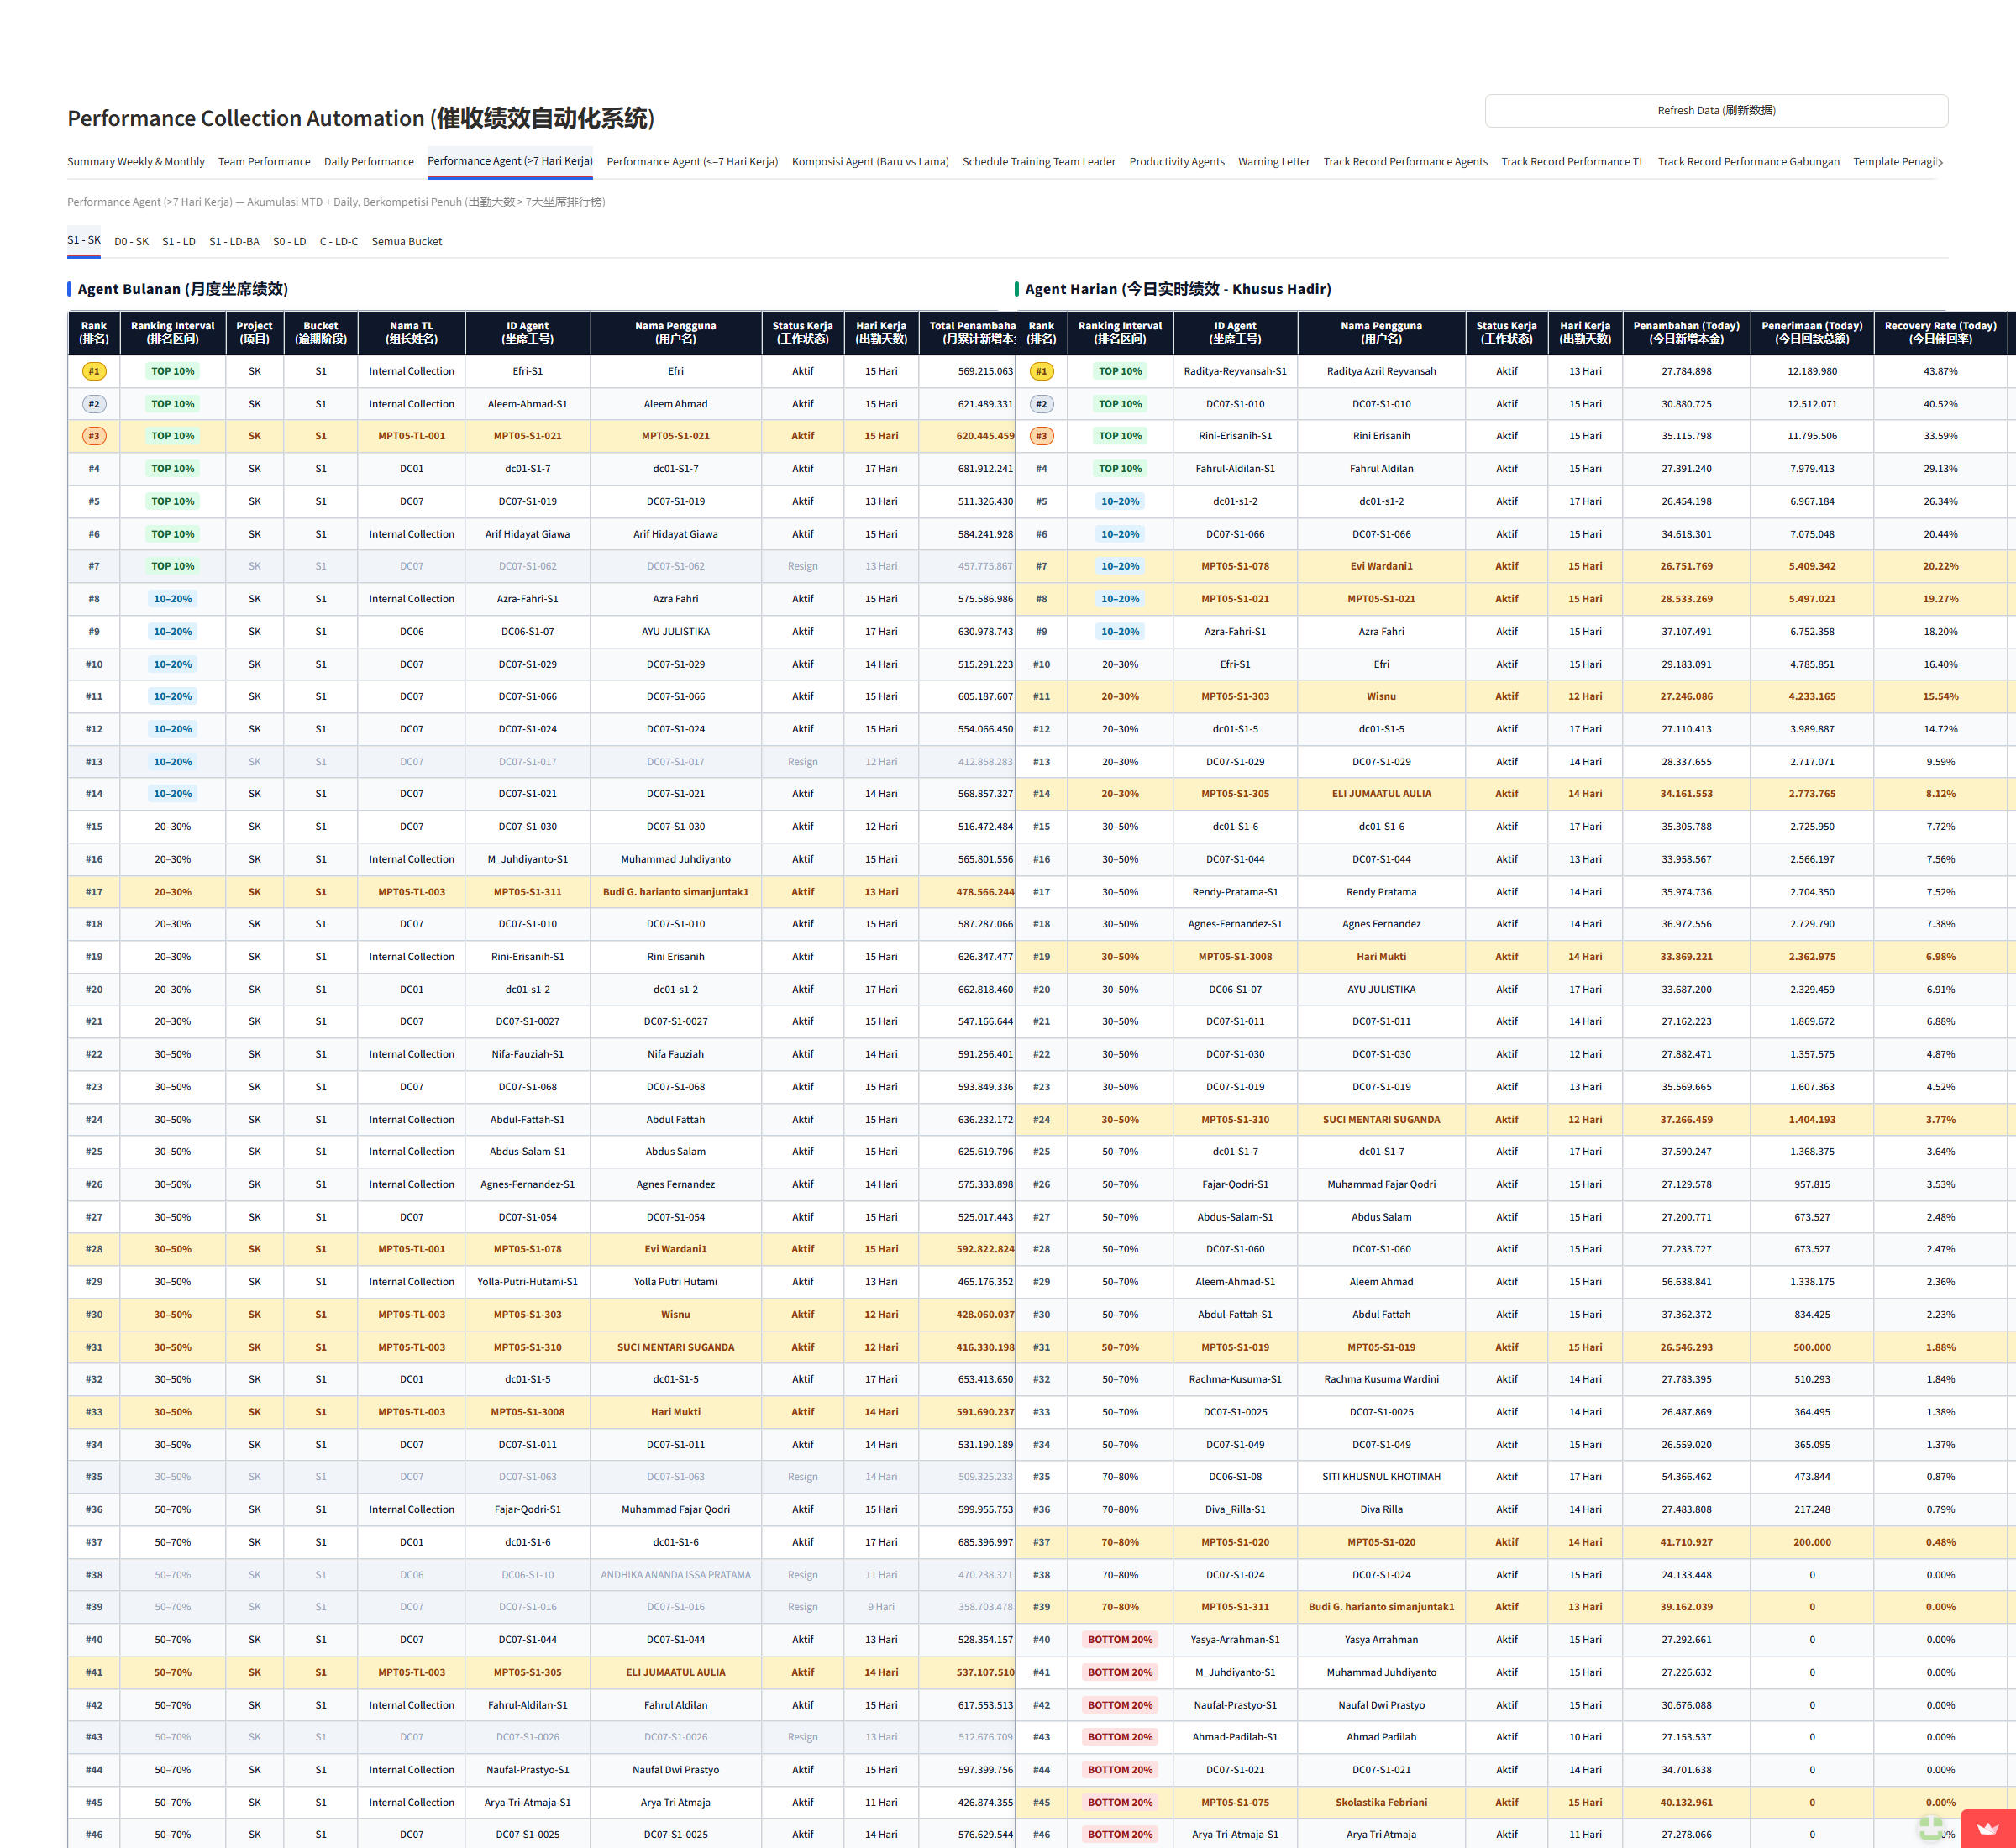 Performance Collection Automation (催收绩效自动化系统)
Refresh Data (刷新数据)
Summary Weekly & Monthly Team Performance Daily Performance Performance Agent (>7 Hari Kerja) Performance Agent (<=7 Hari Kerja) Komposisi Agent (Baru vs Lama) Schedule Training Team Leader Productivity Agents Warning Letter Track Record Performance Agents Track Record Performance TL Track Record Performance Gabungan Template Penagi
Performance Agent (>7 Hari Kerja) — Akumulasi MTD + Daily, Berkompetisi Penuh (出勤天数 > 7天坐席排行榜)
S1 - SK D0 - SK S1 - LD S1 - LD-BA S0 - LD C - LD-C Semua Bucket
Agent Bulanan (月度坐席绩效)
Rank Ranking Interval Project Bucket Nama TL ID Agent Nama Pengguna Status Kerja Hari Kerja Total Penambaha
(排名) (排名区间) (项目) (逾期阶段) (组长姓名) (坐席工号) (用户名) (工作状态) (出勤天数) (月累计新增本
#1 TOP 10% SK S1 Internal Collection Efri-S1 Efri Aktif 15 Hari 569.215.063
#2 TOP 10% SK S1 Internal Collection Aleem-Ahmad-S1 Aleem Ahmad Aktif 15 Hari 621.489.331
#3 TOP 10% SK S1 MPT05-TL-001 MPT05-S1-021 MPT05-S1-021 Aktif 15 Hari 620.445.459
#4 TOP 10% SK S1 DC01 dc01-s1-7 dc01-s1-7 Aktif 17 Hari 681.912.241
#5 TOP 10% SK S1 DC07 DC07-S1-019 DC07-S1-019 Aktif 13 Hari 511.326.430
#6 TOP 10% SK S1 Internal Collection Arif Hidayat Giawa Arif Hidayat Giawa Aktif 15 Hari 584.241.928
#7 TOP 10% SK S1 DC07 DC07-S1-062 DC07-S1-062 Resign 13 Hari 457.775.867
#8 10–20% SK S1 Internal Collection Azra-Fahri-S1 Azra Fahri Aktif 15 Hari 575.586.986
#9 10–20% SK S1 DC06 DC06-S1-07 AYU JULISTIKA Aktif 17 Hari 630.978.743
#10 10–20% SK S1 DC07 DC07-S1-029 DC07-S1-029 Aktif 14 Hari 515.291.223
#11 10–20% SK S1 DC07 DC07-S1-066 DC07-S1-066 Aktif 15 Hari 605.187.607
#12 10–20% SK S1 DC07 DC07-S1-024 DC07-S1-024 Aktif 15 Hari 554.066.450
#13 10–20% SK S1 DC07 DC07-S1-017 DC07-S1-017 Resign 12 Hari 412.858.283
#14 10–20% SK S1 DC07 DC07-S1-021 DC07-S1-021 Aktif 14 Hari 568.857.327
#15 20–30% SK S1 DC07 DC07-S1-030 DC07-S1-030 Aktif 12 Hari 516.472.484
#16 20–30% SK S1 Internal Collection M_Juhdiyanto-S1 Muhammad Juhdiyanto Aktif 15 Hari 565.801.556
#17 20–30% SK S1 MPT05-TL-003 MPT05-S1-311 Budi G. harianto simanjuntak1 Aktif 13 Hari 478.566.244
#18 20–30% SK S1 DC07 DC07-S1-010 DC07-S1-010 Aktif 15 Hari 587.287.066
#19 20–30% SK S1 Internal Collection Rini-Erisanih-S1 Rini Erisanih Aktif 15 Hari 626.347.477
#20 20–30% SK S1 DC01 dc01-s1-2 dc01-s1-2 Aktif 17 Hari 662.818.460
#21 20–30% SK S1 DC07 DC07-S1-0027 DC07-S1-0027 Aktif 15 Hari 547.166.644
#22 30–50% SK S1 Internal Collection Nifa-Fauziah-S1 Nifa Fauziah Aktif 14 Hari 591.256.401
#23 30–50% SK S1 DC07 DC07-S1-068 DC07-S1-068 Aktif 15 Hari 593.849.336
#24 30–50% SK S1 Internal Collection Abdul-Fattah-S1 Abdul Fattah Aktif 15 Hari 636.232.172
#25 30–50% SK S1 Internal Collection Abdus-Salam-S1 Abdus Salam Aktif 15 Hari 625.619.796
#26 30–50% SK S1 Internal Collection Agnes-Fernandez-S1 Agnes Fernandez Aktif 14 Hari 575.333.898
#27 30–50% SK S1 DC07 DC07-S1-054 DC07-S1-054 Aktif 15 Hari 525.017.443
#28 30–50% SK S1 MPT05-TL-001 MPT05-S1-078 Evi Wardani1 Aktif 15 Hari 592.822.824
#29 30–50% SK S1 Internal Collection Yolla-Putri-Hutami-S1 Yolla Putri Hutami Aktif 13 Hari 465.176.352
#30 30–50% SK S1 MPT05-TL-003 MPT05-S1-303 Wisnu Aktif 12 Hari 428.060.037
#31 30–50% SK S1 MPT05-TL-003 MPT05-S1-310 SUCI MENTARI SUGANDA Aktif 12 Hari 416.330.198
#32 30–50% SK S1 DC01 dc01-S1-5 dc01-S1-5 Aktif 17 Hari 653.413.650
#33 30–50% SK S1 MPT05-TL-003 MPT05-S1-3008 Hari Mukti Aktif 14 Hari 591.690.237
#34 30–50% SK S1 DC07 DC07-S1-011 DC07-S1-011 Aktif 14 Hari 531.190.189
#35 30–50% SK S1 DC07 DC07-S1-063 DC07-S1-063 Resign 14 Hari 509.325.233
#36 50–70% SK S1 Internal Collection Fajar-Qodri-S1 Muhammad Fajar Qodri Aktif 15 Hari 599.955.753
#37 50–70% SK S1 DC01 dc01-S1-6 dc01-S1-6 Aktif 17 Hari 685.396.997
#38 50–70% SK S1 DC06 DC06-S1-10 ANDHIKA ANANDA ISSA PRATAMA Resign 11 Hari 470.238.321
#39 50–70% SK S1 DC07 DC07-S1-016 DC07-S1-016 Resign 9 Hari 358.703.478
#40 50–70% SK S1 DC07 DC07-S1-044 DC07-S1-044 Aktif 13 Hari 528.354.157
#41 50–70% SK S1 MPT05-TL-003 MPT05-S1-305 ELI JUMAATUL AULIA Aktif 14 Hari 537.107.510
#42 50–70% SK S1 Internal Collection Fahrul-Aldilan-S1 Fahrul Aldilan Aktif 15 Hari 617.553.513
#43 50–70% SK S1 DC07 DC07-S1-0026 DC07-S1-0026 Resign 13 Hari 512.676.709
#44 50–70% SK S1 Internal Collection Naufal-Prastyo-S1 Naufal Dwi Prastyo Aktif 15 Hari 597.399.756
#45 50–70% SK S1 Internal Collection Arya-Tri-Atmaja-S1 Arya Tri Atmaja Aktif 11 Hari 426.874.355
#46 50–70% SK S1 DC07 DC07-S1-0025 DC07-S1-0025 Aktif 14 Hari 576.629.544
Agent Harian (今日实时绩效 - Khusus Hadir)
Rank Ranking Interval ID Agent Nama Pengguna Status Kerja Hari Kerja Penambahan (Today) Penerimaan (Today) Recovery Rate (Today)
(排名) (排名区间) (坐席工号) (用户名) (工作状态) (出勤天数) (今日新增本金) (今日回款总额) (今日催回率)
#1 TOP 10% Raditya-Reyvansah-S1 Raditya Azril Reyvansah Aktif 13 Hari 27.784.898 12.189.980 43.87%
#2 TOP 10% DC07-S1-010 DC07-S1-010 Aktif 15 Hari 30.880.725 12.512.071 40.52%
#3 TOP 10% Rini-Erisanih-S1 Rini Erisanih Aktif 15 Hari 35.115.798 11.795.506 33.59%
#4 TOP 10% Fahrul-Aldilan-S1 Fahrul Aldilan Aktif 15 Hari 27.391.240 7.979.413 29.13%
#5 10–20% dc01-s1-2 dc01-s1-2 Aktif 17 Hari 26.454.198 6.967.184 26.34%
#6 10–20% DC07-S1-066 DC07-S1-066 Aktif 15 Hari 34.618.301 7.075.048 20.44%
#7 10–20% MPT05-S1-078 Evi Wardani1 Aktif 15 Hari 26.751.769 5.409.342 20.22%
#8 10–20% MPT05-S1-021 MPT05-S1-021 Aktif 15 Hari 28.533.269 5.497.021 19.27%
#9 10–20% Azra-Fahri-S1 Azra Fahri Aktif 15 Hari 37.107.491 6.752.358 18.20%
#10 20–30% Efri-S1 Efri Aktif 15 Hari 29.183.091 4.785.851 16.40%
#11 20–30% MPT05-S1-303 Wisnu Aktif 12 Hari 27.246.086 4.233.165 15.54%
#12 20–30% dc01-S1-5 dc01-S1-5 Aktif 17 Hari 27.110.413 3.989.887 14.72%
#13 20–30% DC07-S1-029 DC07-S1-029 Aktif 14 Hari 28.337.655 2.717.071 9.59%
#14 20–30% MPT05-S1-305 ELI JUMAATUL AULIA Aktif 14 Hari 34.161.553 2.773.765 8.12%
#15 30–50% dc01-S1-6 dc01-S1-6 Aktif 17 Hari 35.305.788 2.725.950 7.72%
#16 30–50% DC07-S1-044 DC07-S1-044 Aktif 13 Hari 33.958.567 2.566.197 7.56%
#17 30–50% Rendy-Pratama-S1 Rendy Pratama Aktif 14 Hari 35.974.736 2.704.350 7.52%
#18 30–50% Agnes-Fernandez-S1 Agnes Fernandez Aktif 14 Hari 36.972.556 2.729.790 7.38%
#19 30–50% MPT05-S1-3008 Hari Mukti Aktif 14 Hari 33.869.221 2.362.975 6.98%
#20 30–50% DC06-S1-07 AYU JULISTIKA Aktif 17 Hari 33.687.200 2.329.459 6.91%
#21 30–50% DC07-S1-011 DC07-S1-011 Aktif 14 Hari 27.162.223 1.869.672 6.88%
#22 30–50% DC07-S1-030 DC07-S1-030 Aktif 12 Hari 27.882.471 1.357.575 4.87%
#23 30–50% DC07-S1-019 DC07-S1-019 Aktif 13 Hari 35.569.665 1.607.363 4.52%
#24 30–50% MPT05-S1-310 SUCI MENTARI SUGANDA Aktif 12 Hari 37.266.459 1.404.193 3.77%
#25 50–70% dc01-S1-7 dc01-S1-7 Aktif 17 Hari 37.590.247 1.368.375 3.64%
#26 50–70% Fajar-Qodri-S1 Muhammad Fajar Qodri Aktif 15 Hari 27.129.578 957.815 3.53%
#27 50–70% Abdus-Salam-S1 Abdus Salam Aktif 15 Hari 27.200.771 673.527 2.48%
#28 50–70% DC07-S1-060 DC07-S1-060 Aktif 15 Hari 27.233.727 673.527 2.47%
#29 50–70% Aleem-Ahmad-S1 Aleem Ahmad Aktif 15 Hari 56.638.841 1.338.175 2.36%
#30 50–70% Abdul-Fattah-S1 Abdul Fattah Aktif 15 Hari 37.362.372 834.425 2.23%
#31 50–70% MPT05-S1-019 MPT05-S1-019 Aktif 15 Hari 26.546.293 500.000 1.88%
#32 50–70% Rachma-Kusuma-S1 Rachma Kusuma Wardini Aktif 14 Hari 27.783.395 510.293 1.84%
#33 50–70% DC07-S1-0025 DC07-S1-0025 Aktif 14 Hari 26.487.869 364.495 1.38%
#34 50–70% DC07-S1-049 DC07-S1-049 Aktif 15 Hari 26.559.020 365.095 1.37%
#35 70–80% DC06-S1-08 SITI KHUSNUL KHOTIMAH Aktif 17 Hari 54.366.462 473.844 0.87%
#36 70–80% Diva_Rilla-S1 Diva Rilla Aktif 14 Hari 27.483.808 217.248 0.79%
#37 70–80% MPT05-S1-020 MPT05-S1-020 Aktif 14 Hari 41.710.927 200.000 0.48%
#38 70–80% DC07-S1-024 DC07-S1-024 Aktif 15 Hari 24.133.448 0 0.00%
#39 70–80% MPT05-S1-311 Budi G. harianto simanjuntak1 Aktif 13 Hari 39.162.039 0 0.00%
#40 BOTTOM 20% Yasya-Arrahman-S1 Yasya Arrahman Aktif 15 Hari 27.292.661 0 0.00%
#41 BOTTOM 20% M_Juhdiyanto-S1 Muhammad Juhdiyanto Aktif 15 Hari 27.226.632 0 0.00%
#42 BOTTOM 20% Naufal-Prastyo-S1 Naufal Dwi Prastyo Aktif 15 Hari 30.676.088 0 0.00%
#43 BOTTOM 20% Ahmad-Padilah-S1 Ahmad Padilah Aktif 10 Hari 27.153.537 0 0.00%
#44 BOTTOM 20% DC07-S1-021 DC07-S1-021 Aktif 14 Hari 34.701.638 0 0.00%
#45 BOTTOM 20% MPT05-S1-075 Skolastika Febriani Aktif 15 Hari 40.132.961 0 0.00%
#46 BOTTOM 20% Arya-Tri-Atmaja-S1 Arya Tri Atmaja Aktif 11 Hari 27.278.066 0